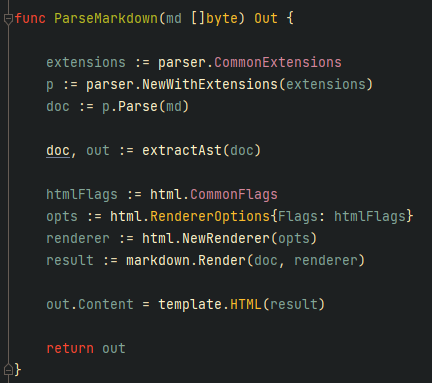 func ParseMarkdown(md []byte) Out {
extensions := parser.CommonExtensions
p := parser.NewWithExtensions(extensions)
doc := p.Parse(md)
doc, out := extractAst(doc)
htmlFlags := html.CommonFlags
opts := html.RendererOptions{Flags: htmlFlags}
renderer := html.NewRenderer(opts)
result := markdown.Render(doc, renderer)
out.Content = template.HTML(result)
return out
}